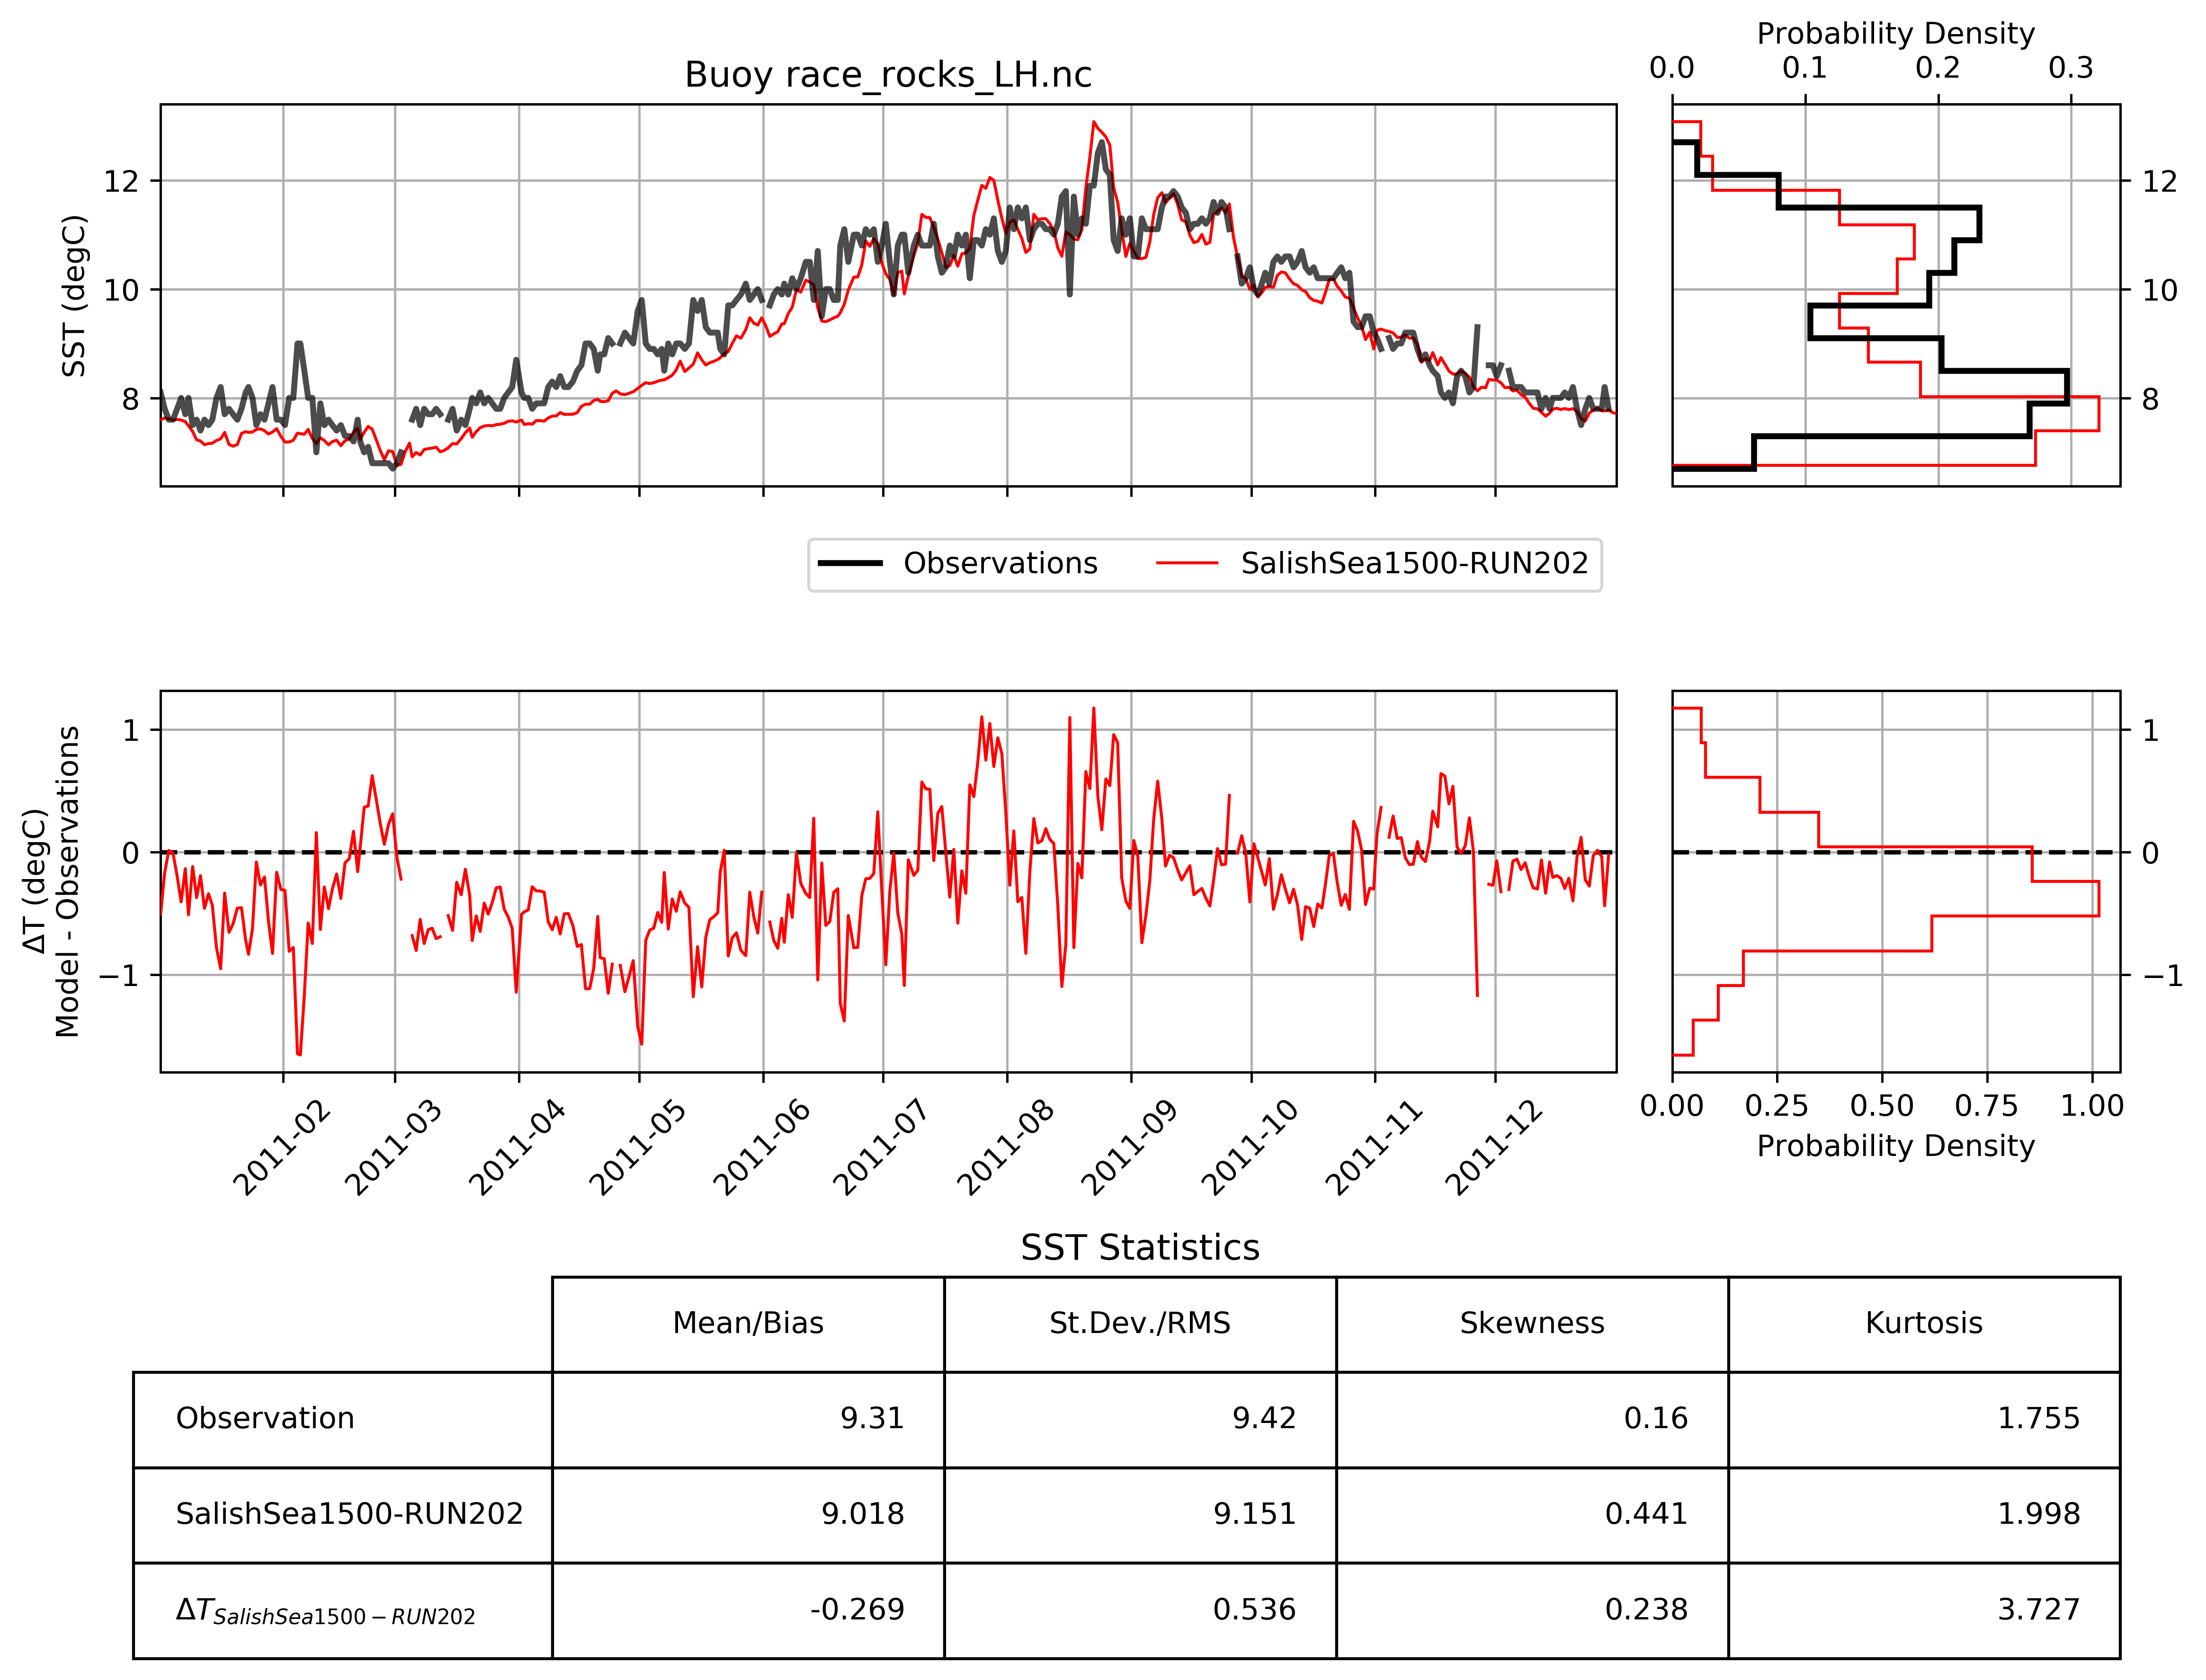 Probability Density
0.0 0.1 0.2 0.3
Buoy race_rocks_LH.nc
SST (degC)
12
10
8
12
10
8
Observations SalishSea1500-RUN202
ΔT (degC)
Model - Observations
1
0
−1
1
0
−1
2011-02 2011-03 2011-04 2011-05 2011-06 2011-07 2011-08 2011-09 2011-10 2011-11 2011-12
0.00 0.25 0.50 0.75 1.00
Probability Density
SST Statistics
Mean/Bias St.Dev./RMS Skewness Kurtosis
Observation 9.31 9.42 0.16 1.755
SalishSea1500-RUN202 9.018 9.151 0.441 1.998
ΔT SalishSea1500−RUN202 -0.269 0.536 0.238 3.727